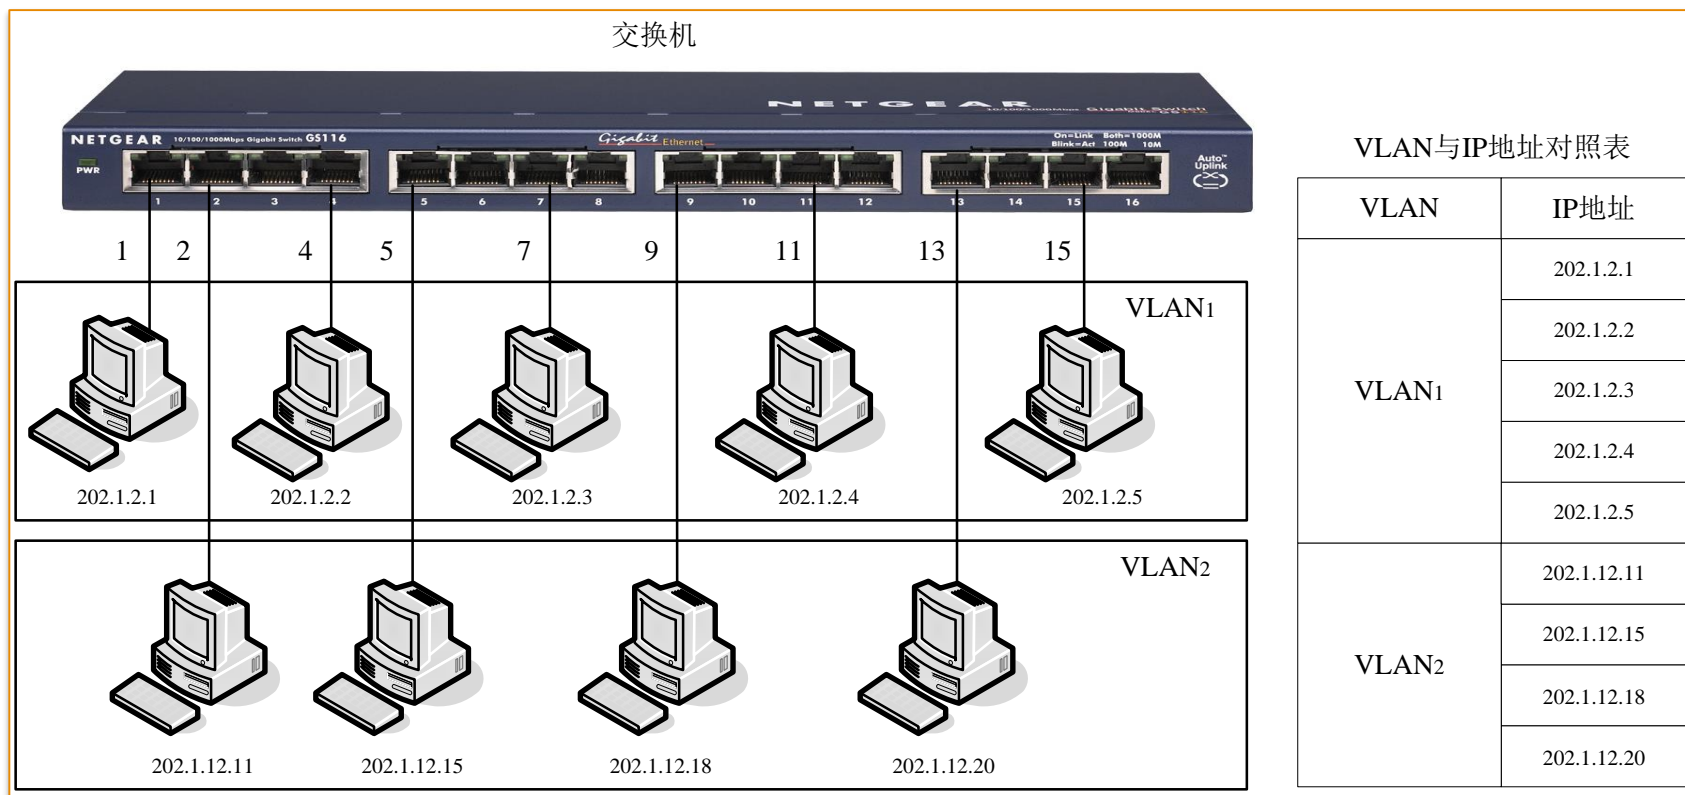 交换机
NETGEAR
10/100/1000Mbps Gigabit Switch
NETGEAR 10/100/1000Mbps Gigabit Switch GS116
Gigabit Ethernet
On=Link Both=1000M
Blink=Act 100M 10M
PWR
Auto™
Uplink
1 2 3 4 5 6 7 8 9 10 11 12 13 14 15 16
1 2 4 5 7 9 11 13 15
VLAN1
202.1.2.1 202.1.2.2 202.1.2.3 202.1.2.4 202.1.2.5
VLAN2
202.1.12.11 202.1.12.15 202.1.12.18 202.1.12.20
VLAN与IP地址对照表
VLAN IP地址
VLAN1
202.1.2.1
202.1.2.2
202.1.2.3
202.1.2.4
202.1.2.5
VLAN2
202.1.12.11
202.1.12.15
202.1.12.18
202.1.12.20